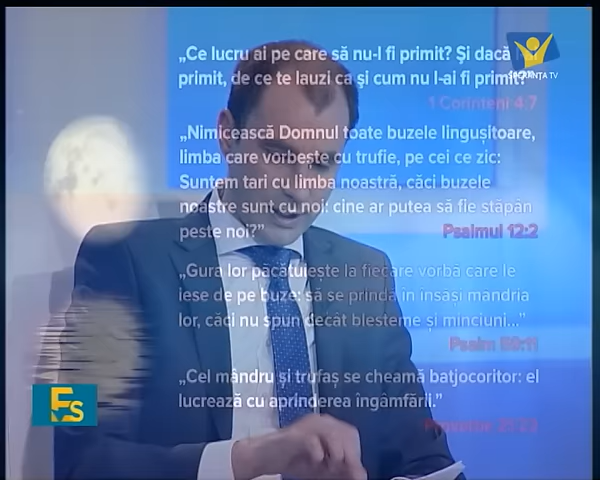 „Ce lucru ai pe care să nu-l fi primit? Și dacă
primit, de ce te lauzi ca și cum nu l-ai fi primit?”
SPERANȚA TV
1 Corinteni 4:7
„Nimicească Domnul toate buzele lingușitoare,
limba care vorbește cu trufie, pe cei ce zic:
Suntem tari cu limba noastră, căci buzele
noastre sunt cu noi: cine ar putea să fie stăpân
peste noi?”
Psalmul 12:2
„Gura lor păcătuiește la fiecare vorbă care le
iese de pe buze: să se prindă în însăși mândria
lor, căci nu spun decât blesteme și minciuni...”
Psalm
„Cel mândru și trufaș se cheamă batjocoritor: el
lucrează cu aprinderea îngâmfării.”
Proverbe
Es